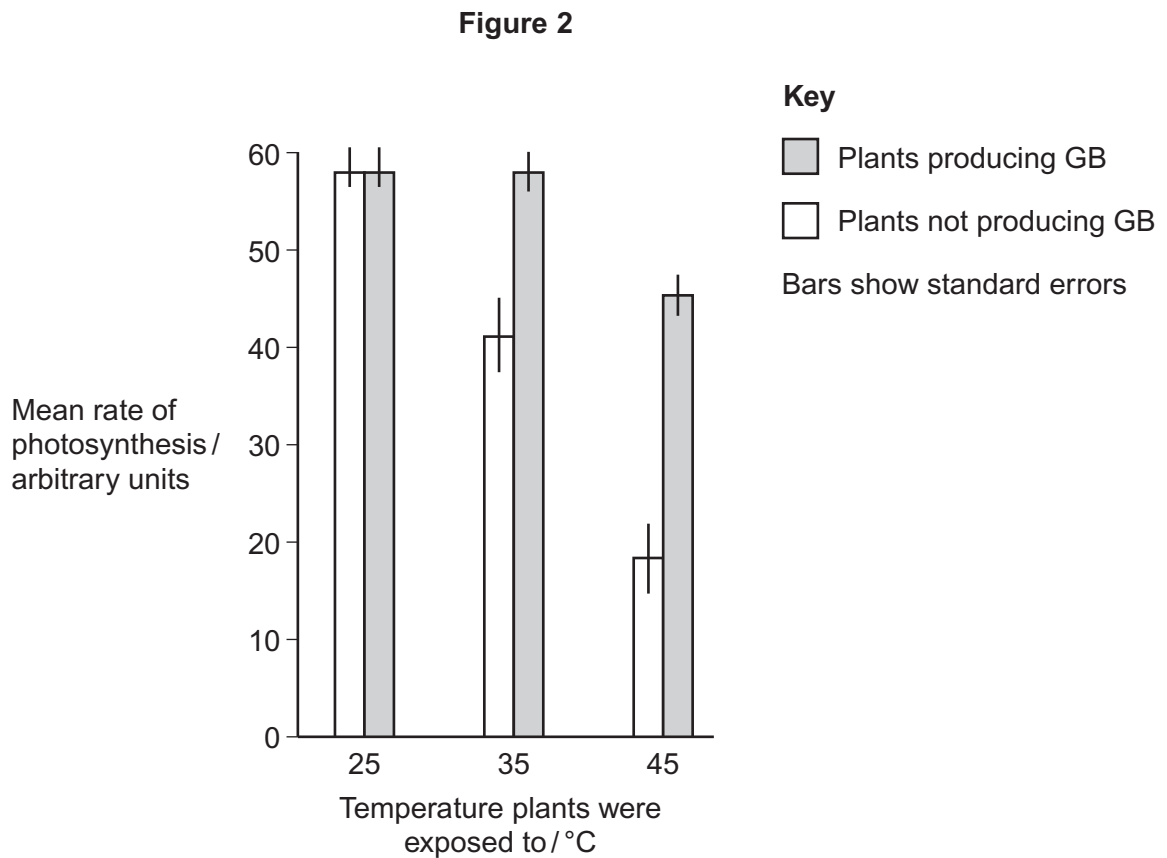 Figure 2
Key
Plants producing GB
Plants not producing GB
Bars show standard errors
60
50
40
30
20
10
0
Mean rate of
photosynthesis /
arbitrary units
25 35 45
Temperature plants were
exposed to / °C